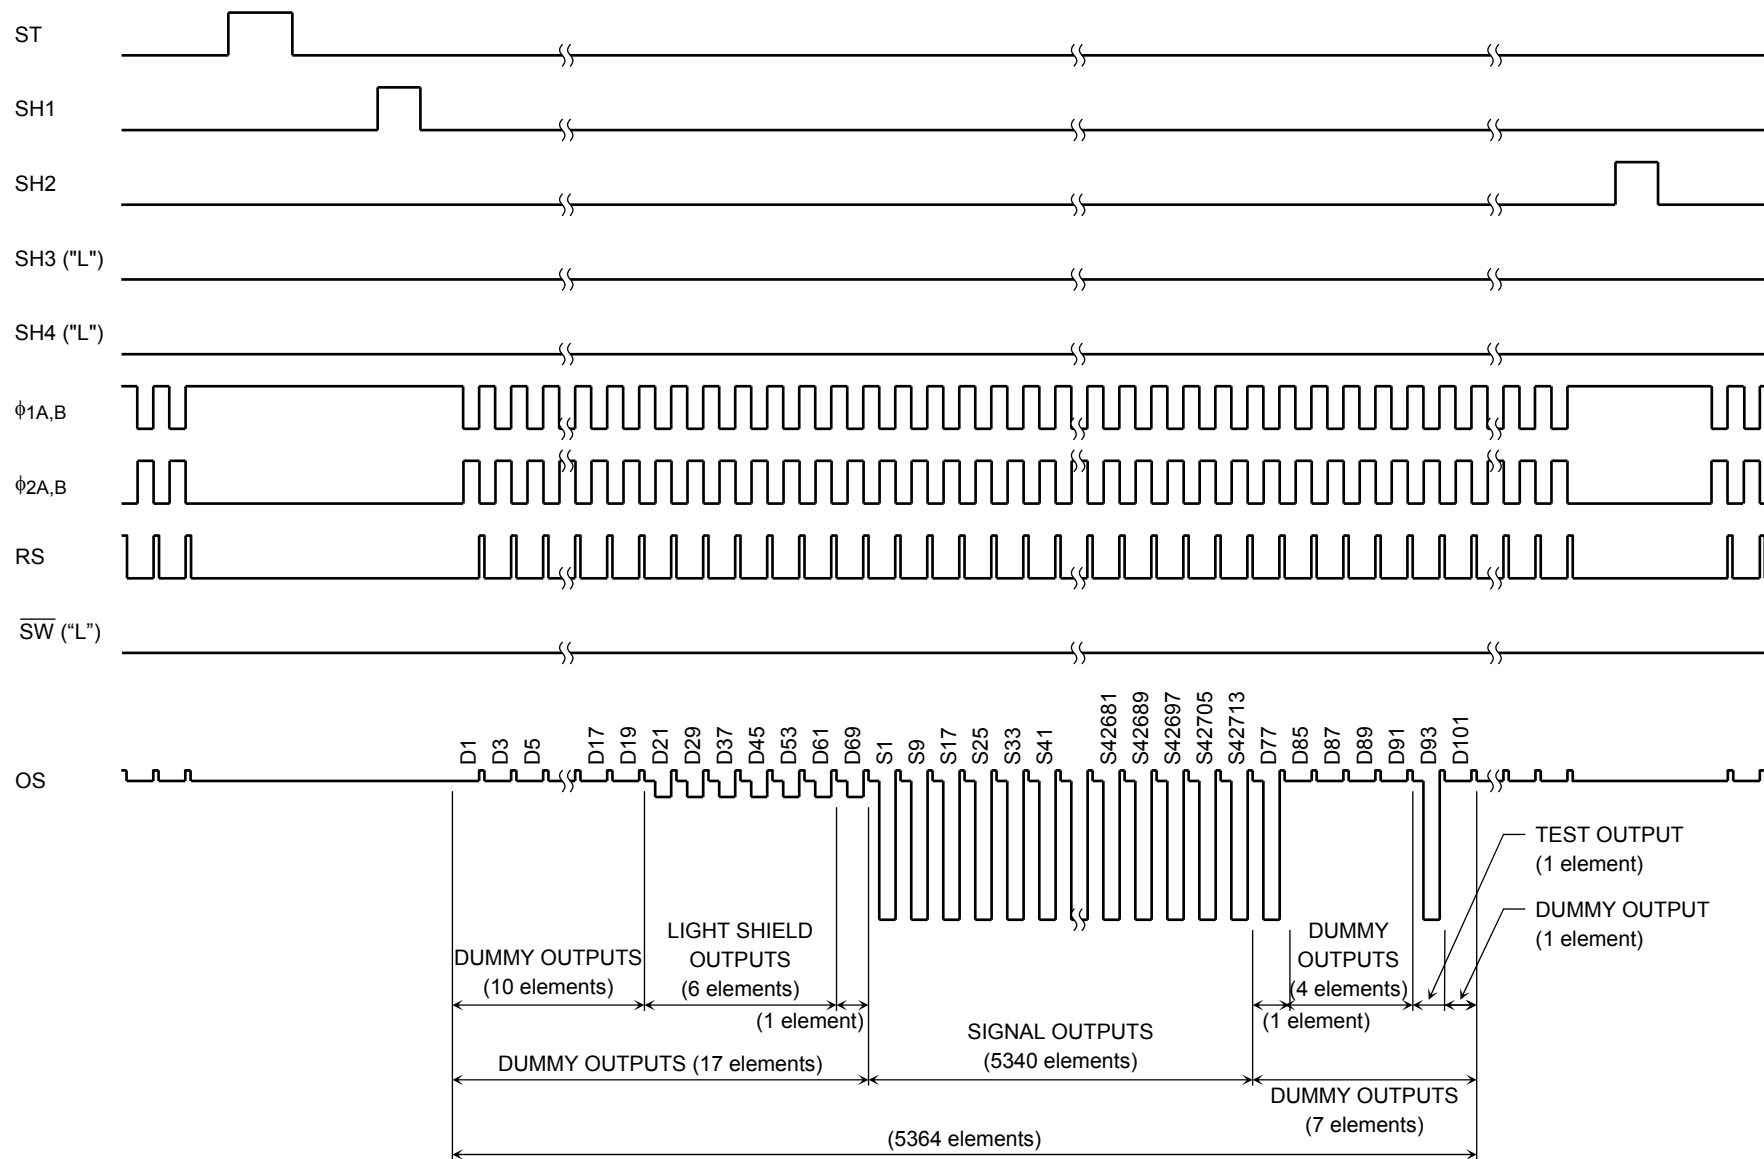 ST
SH1
SH2
SH3 ("L")
SH4 ("L")
ϕ1A,B
ϕ2A,B
RS
SW (“L”)
OS
D1
D3
D5
D17
D19
D21
D29
D37
D45
D53
D61
D69
S1
S9
S17
S25
S33
S41
S42681
S42689
S42697
S42705
S42713
D77
D85
D87
D89
D91
D93
D101
TEST OUTPUT
(1 element)
DUMMY OUTPUT
(1 element)
DUMMY OUTPUTS
(10 elements)
LIGHT SHIELD
OUTPUTS
(6 elements)
(1 element)
DUMMY
OUTPUTS
(4 elements)
(1 element)
SIGNAL OUTPUTS
(5340 elements)
DUMMY OUTPUTS (17 elements)
DUMMY OUTPUTS
(7 elements)
(5364 elements)